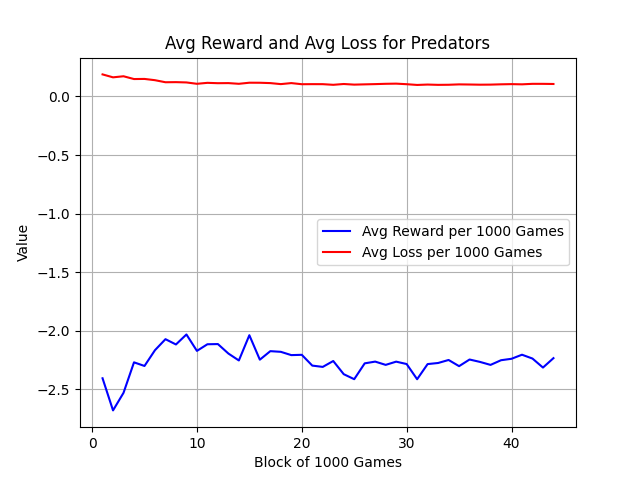 Avg Reward and Avg Loss for Predators
0.0
−0.5
−1.0
−1.5
−2.0
−2.5
Value
Avg Reward per 1000 Games
Avg Loss per 1000 Games
0 10 20 30 40
Block of 1000 Games